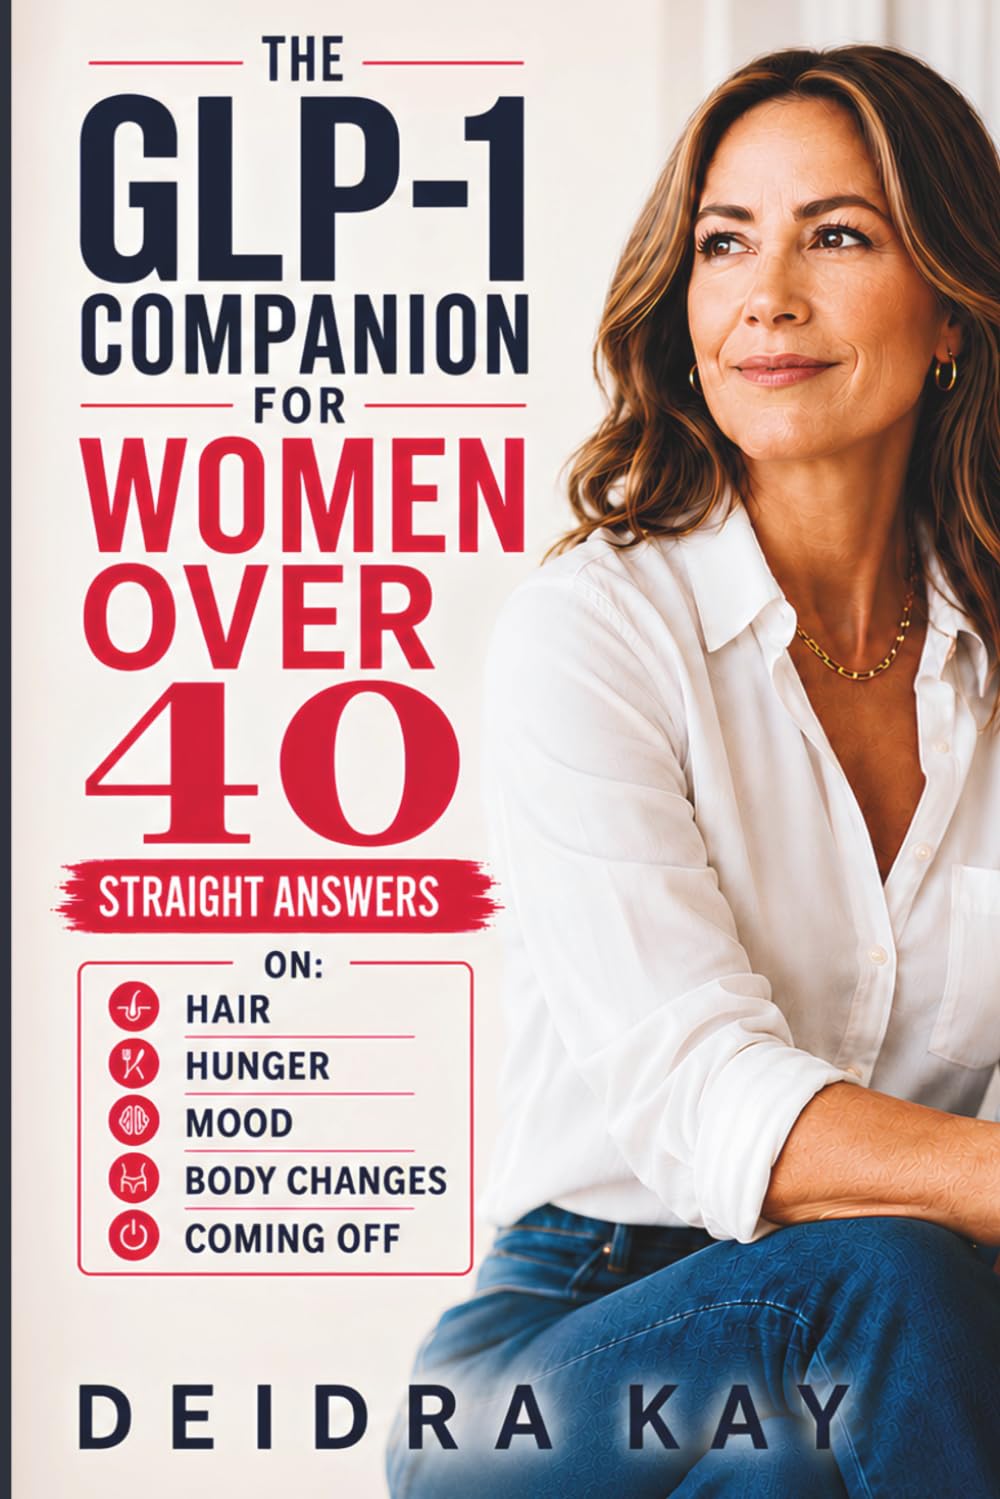 THE
GLP-1
COMPANION
FOR
WOMEN
OVER
40
STRAIGHT ANSWERS
ON:
HAIR
HUNGER
MOOD
BODY CHANGES
COMING OFF
DEIDRA KAY